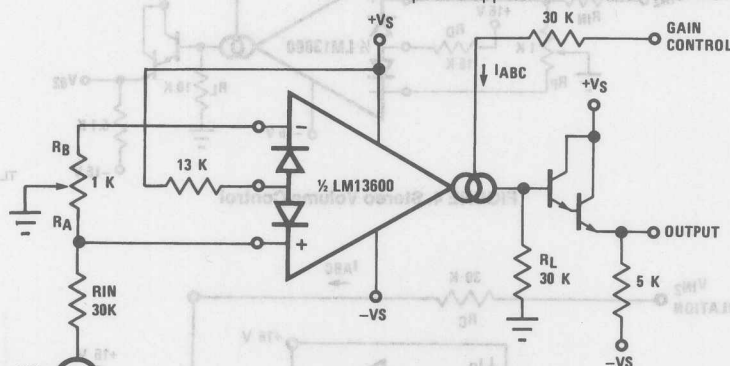 +VS
30 K
GAIN
CONTROL
IABC
+VS
RB
1 K
13 K
½ LM13600
RA
OUTPUT
RL
30 K
5 K
RIN
30K
−VS
−VS